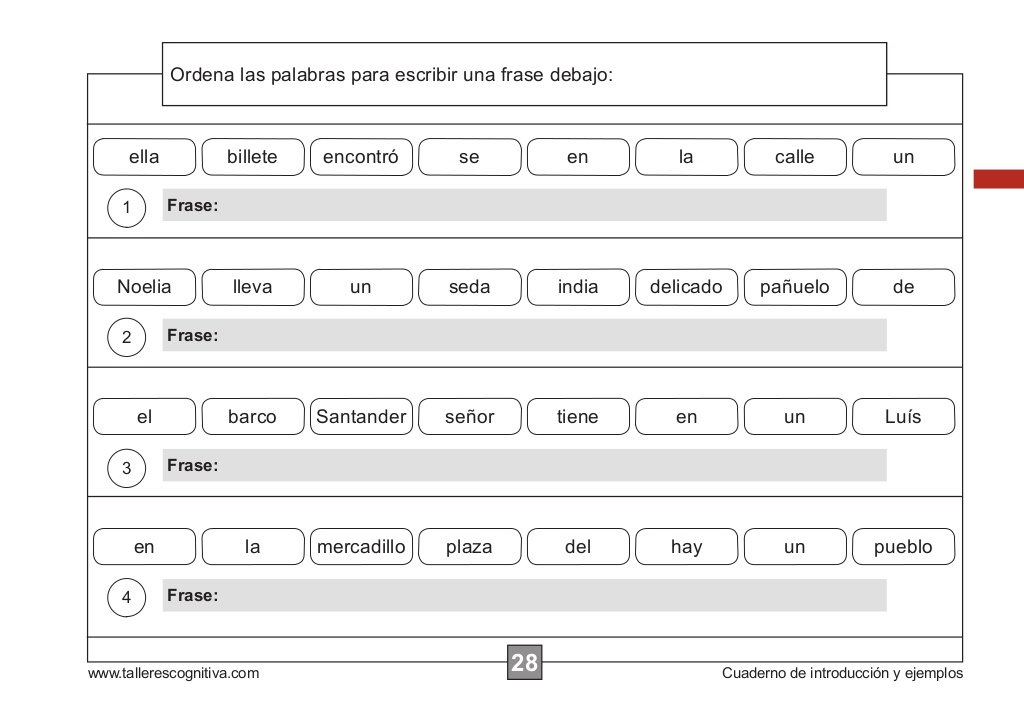 Ordena las palabras para escribir una frase debajo:
ella billete encontró se en la calle un
1 Frase:
Noelia lleva un seda india delicado pañuelo de
2 Frase:
el barco Santander señor tiene en un Luís
3 Frase:
en la mercadillo plaza del hay un pueblo
4 Frase:
www.tallerescognitiva.com 28 Cuaderno de introducción y ejemplos